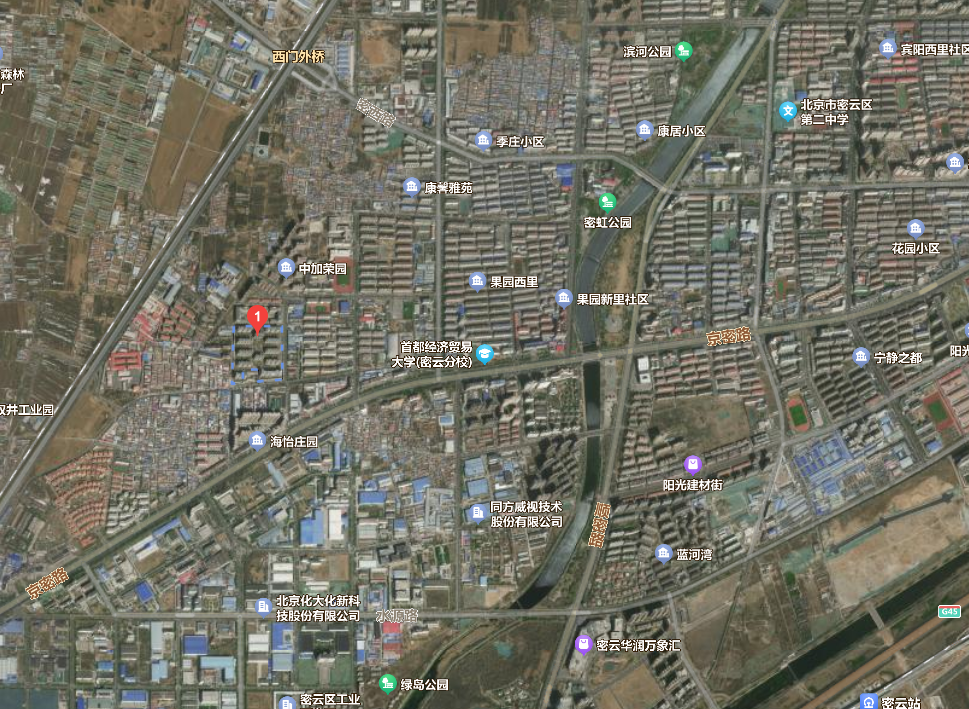 滨河公园
宾阳西里社区
西门外桥
森林
厂
北京市密云区
第二中学
季庄小区
康居小区
康馨雅苑
密虹公园
花园小区
中加荣园
果园西里
果园新里社区
1
京密路
首都经济贸易
大学(密云分校)
宁静之都
阳光
双井工业园
海怡庄园
阳光建材街
同方威视技术
股份有限公司
顺密路
蓝河湾
京密路
北京化大化新科
技股份有限公司
水源路
G45
密云华润万象汇
绿岛公园
密云区工业
密云站